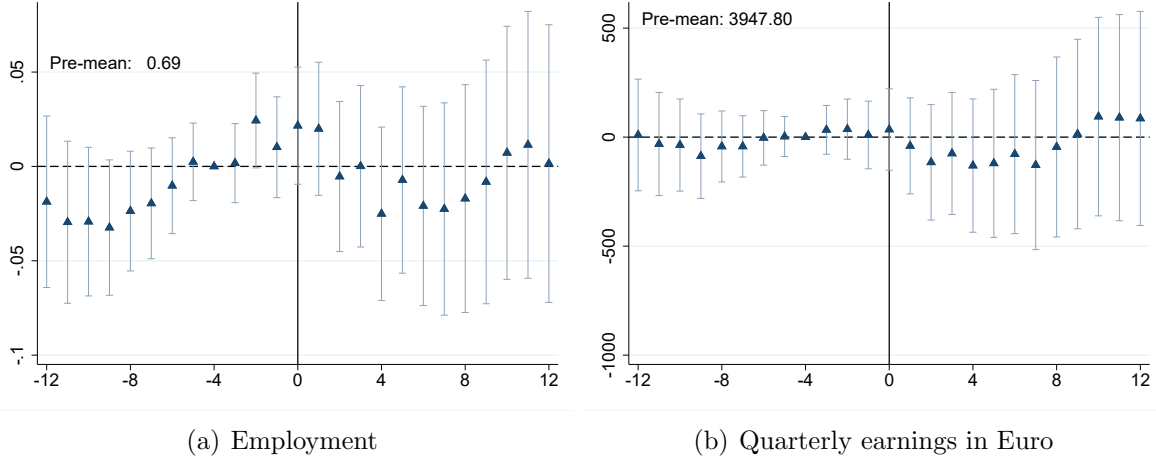 Pre-mean: 0.69
.05
0
-.05
-.1
-12 -8 -4 0 4 8 12
(a) Employment
Pre-mean: 3947.80
500
0
-500
-1000
-12 -8 -4 0 4 8 12
(b) Quarterly earnings in Euro